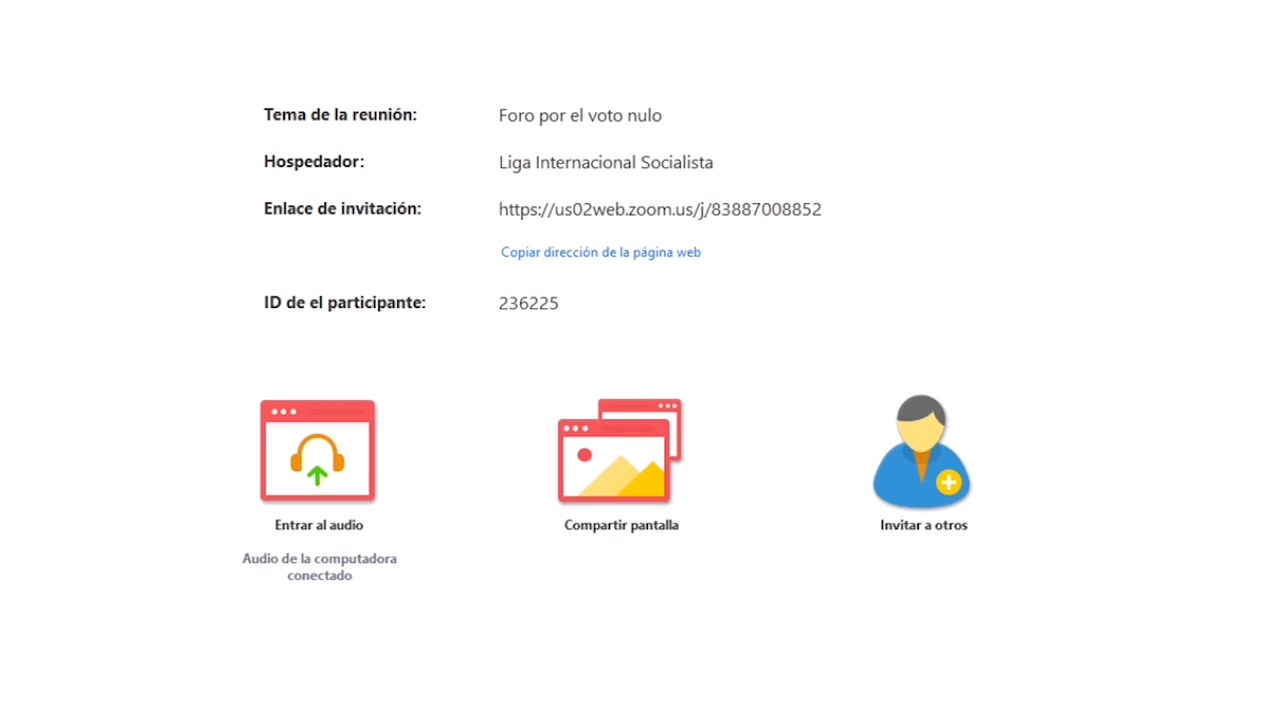 Tema de la reunión: Foro por el voto nulo
Hospedador: Liga Internacional Socialista
Enlace de invitación: https://us02web.zoom.us/j/83887008852
Copiar dirección de la página web
ID de el participante: 236225
Entrar al audio
Compartir pantalla
Invitar a otros
Audio de la computadora
conectado